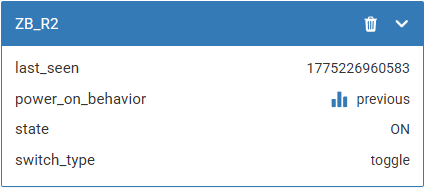 ZB_R2
last_seen 1775226960583
power_on_behavior previous
state ON
switch_type toggle